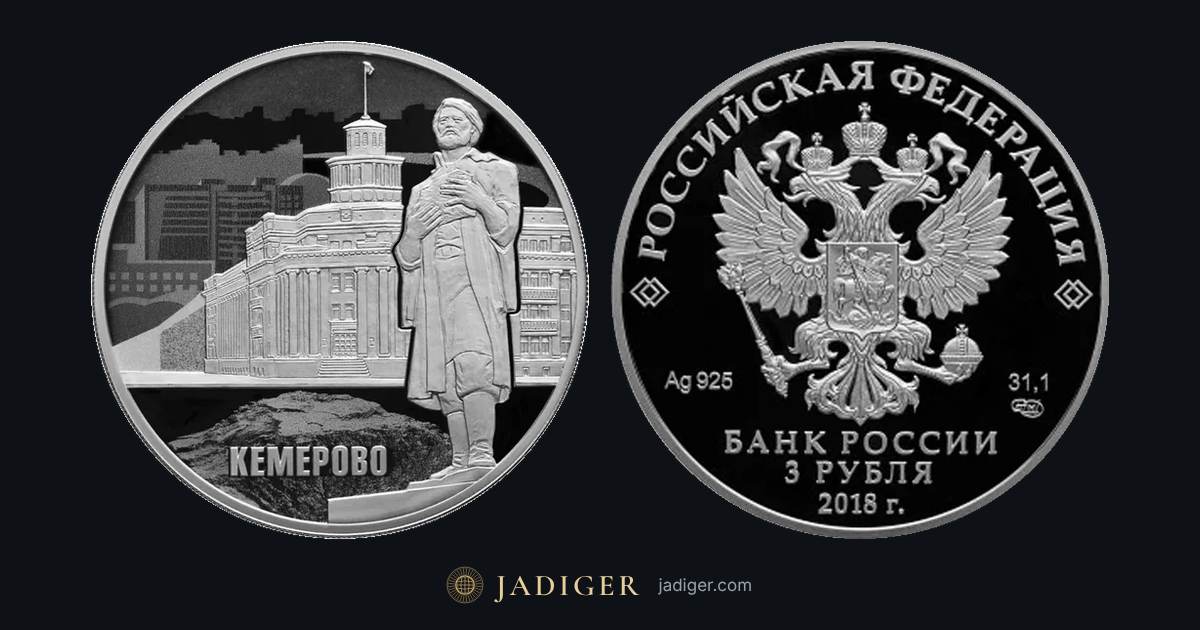 КЕМЕРОВО
РОССИЙСКАЯ ФЕДЕРАЦИЯ
Ag 925
31,1
БАНК РОССИИ
3 РУБЛЯ
2018 г.
JADIGER
jadiger.com